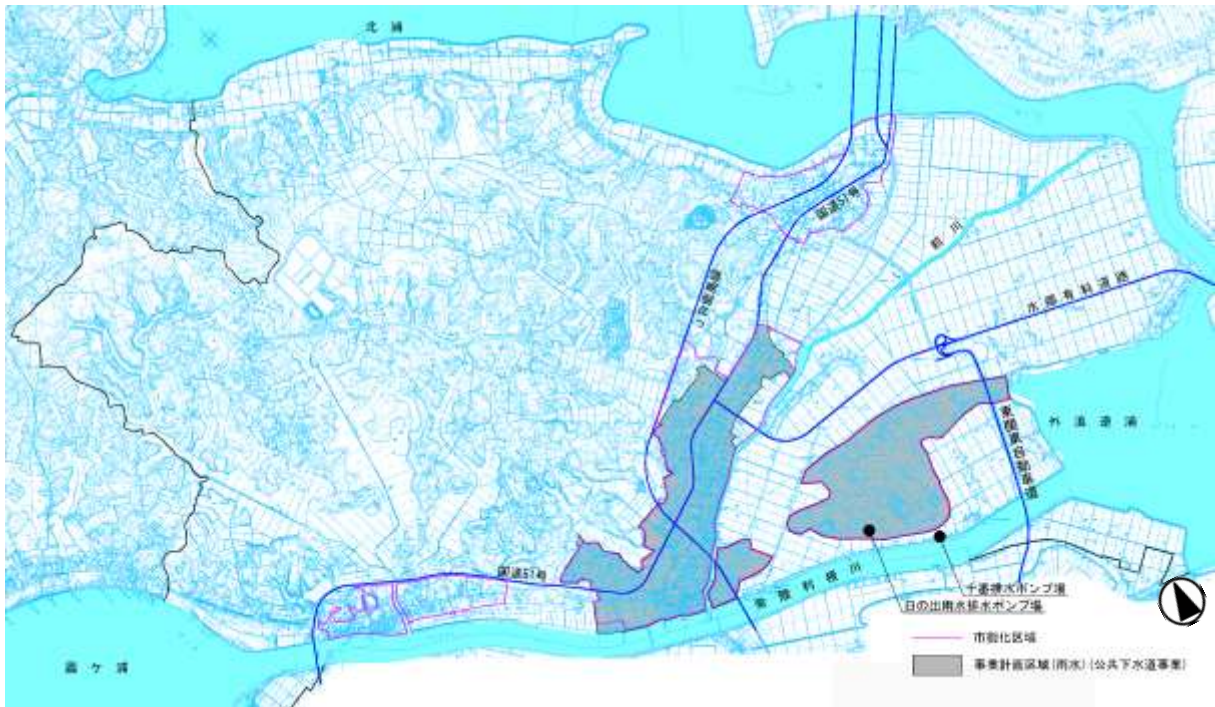 北浦
国道51号
前川
JR鹿島線
水郷有料道路
外浪逆浦
東関東自動車道
国道51号
常陸利根川
十番排水ポンプ場
日の出雨水排水ポンプ場
霞ケ浦
市街化区域
事業計画区域(雨水)(公共下水道事業)